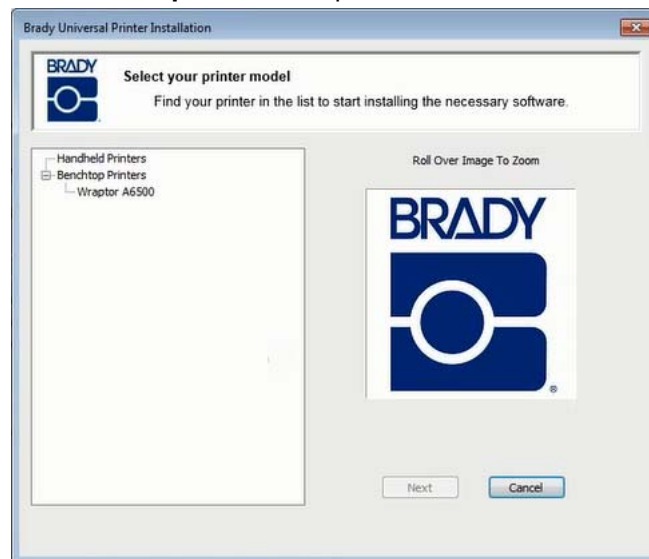 Brady Universal Printer Installation
BRADY
Select your printer model
Find your printer in the list to start installing the necessary software.
Handheld Printers
Benchtop Printers
Wraptor A6500
Roll Over Image To Zoom
BRADY
®
Next
Cancel